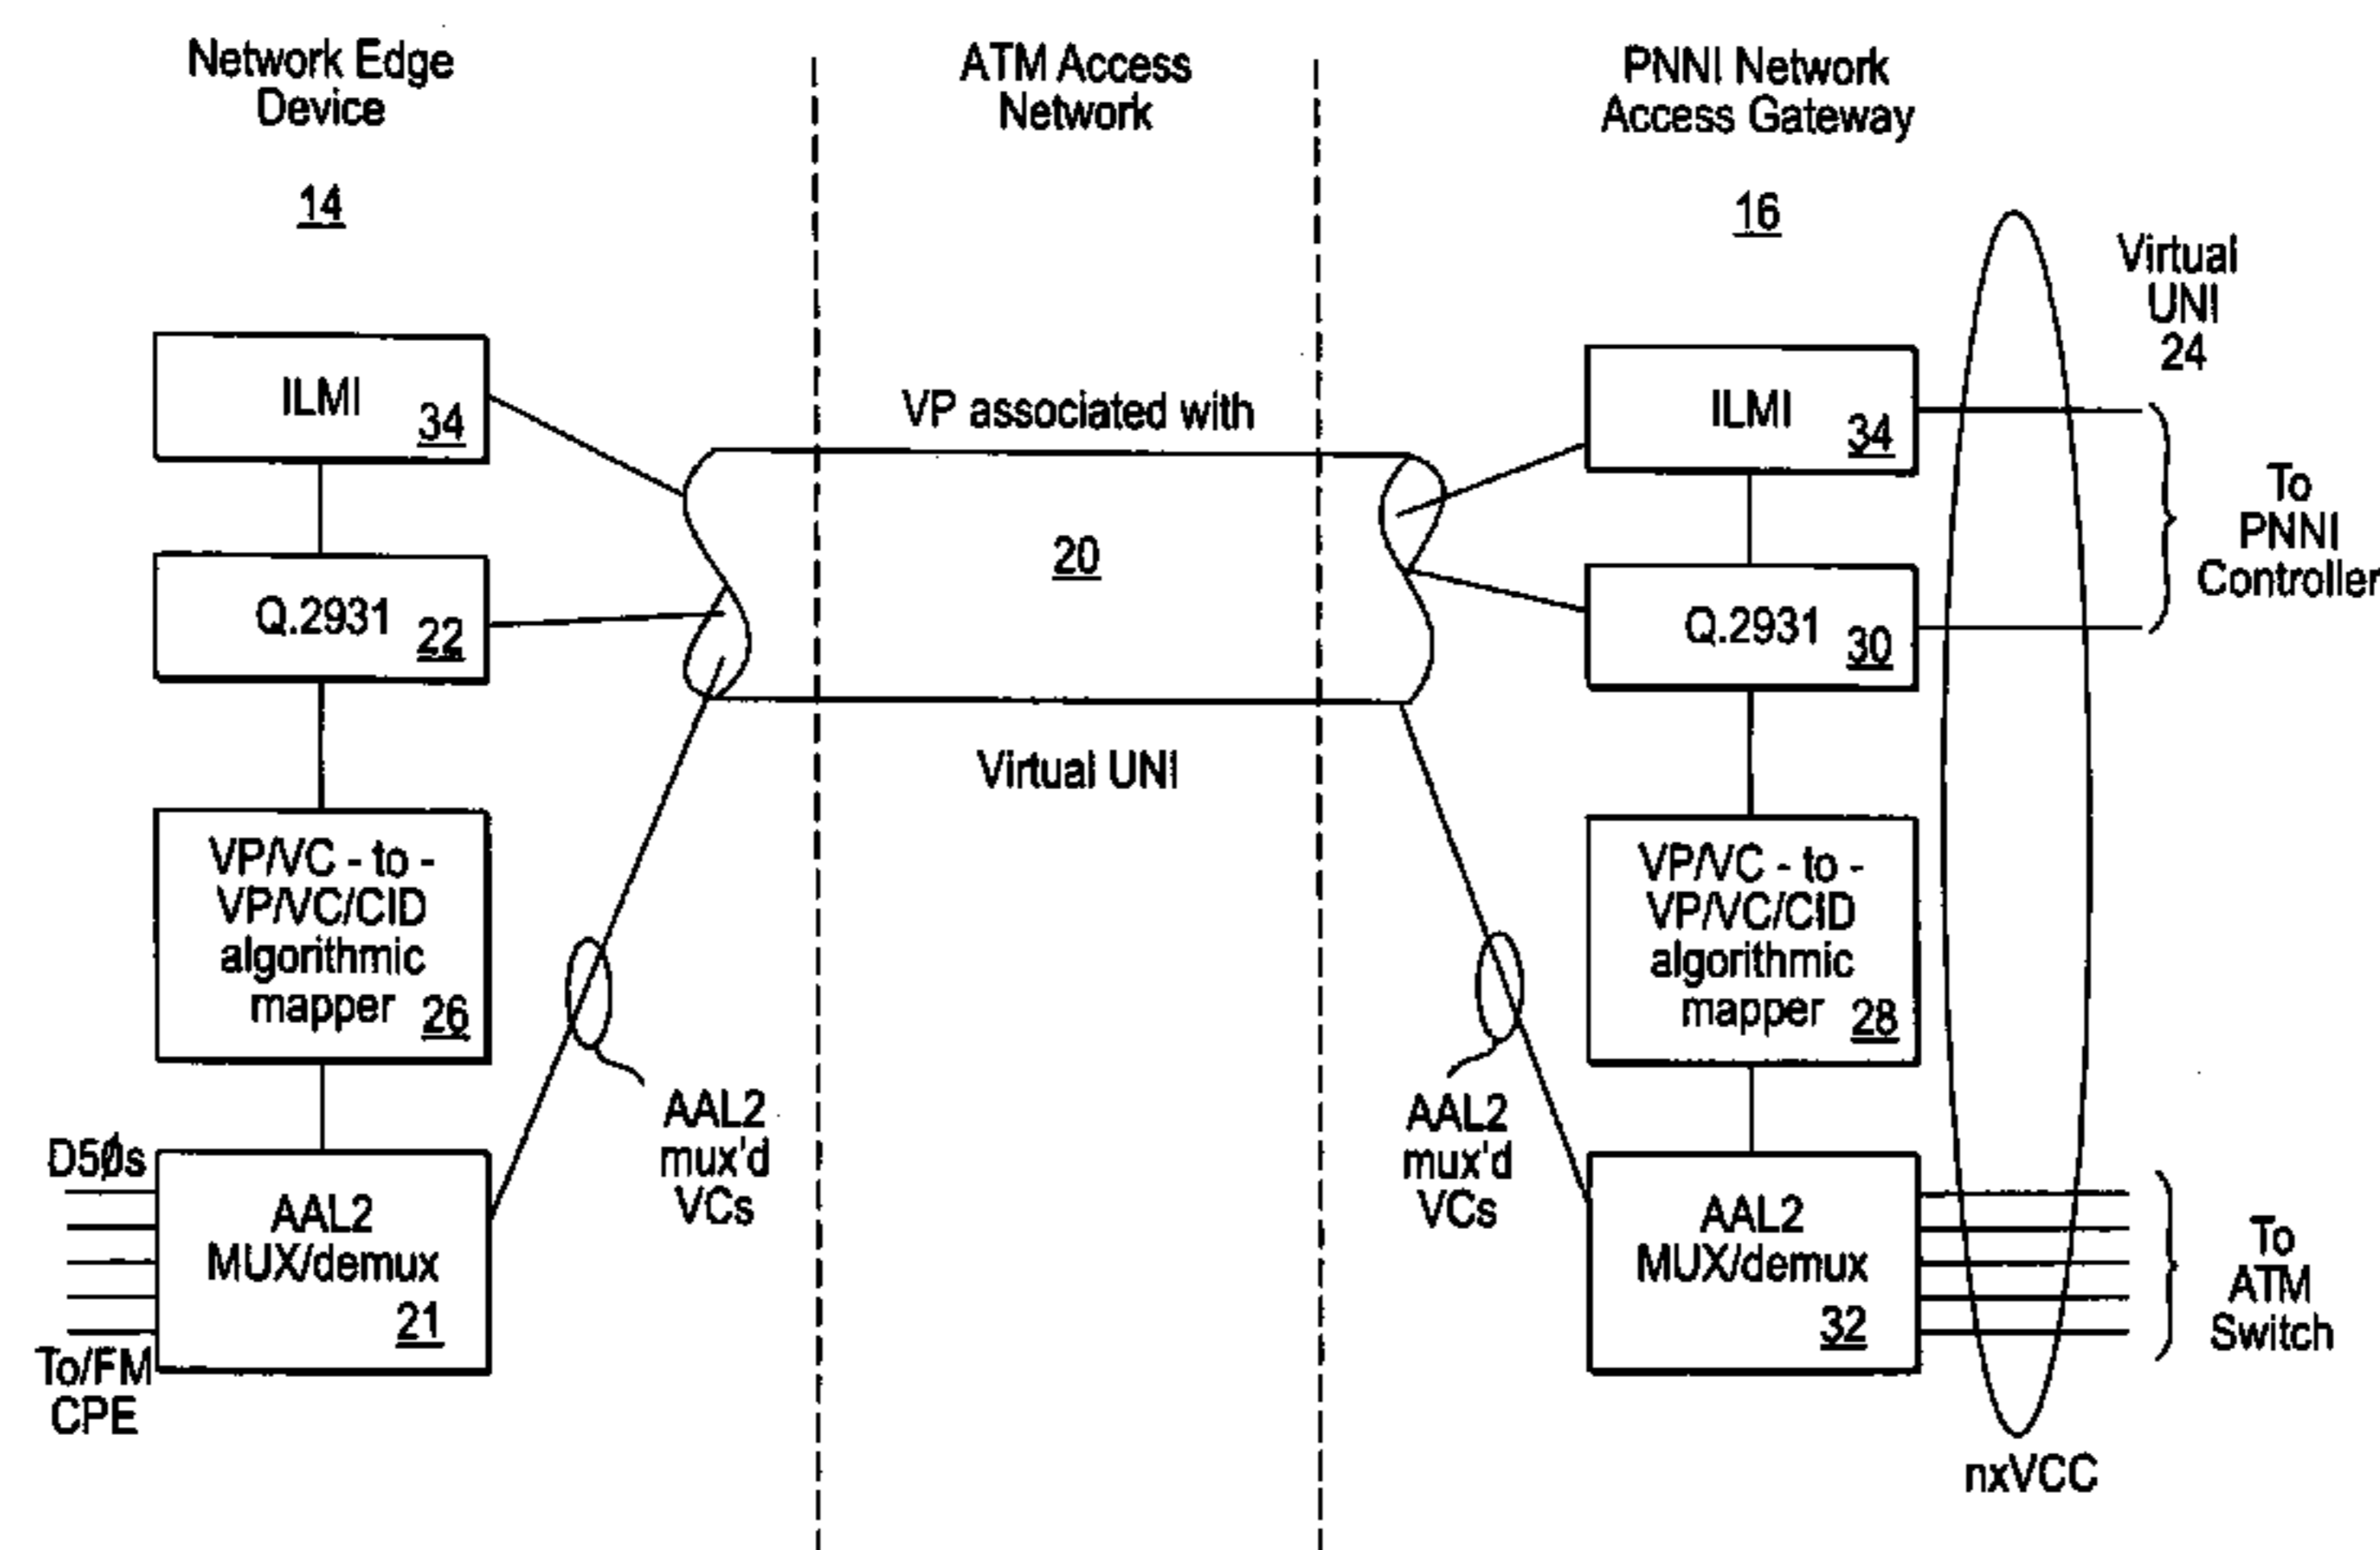 Network Edge
Device
14
ATM Access
Network
PNNI Network
Access Gateway
16
Virtual
UNI
24
ILMI
34
VP associated with
20
Virtual UNI
ILMI
34
To
PNNI
Controller
Q.2931
22
Q.2931
30
VP/VC - to -
VP/VC/CID
algorithmic
mapper
26
VP/VC - to -
VP/VC/CID
algorithmic
mapper
28
AAL2
mux'd
VCs
AAL2
mux'd
VCs
D50s
To/FM
CPE
AAL2
MUX/demux
21
AAL2
MUX/demux
32
To
ATM
Switch
nxVCC